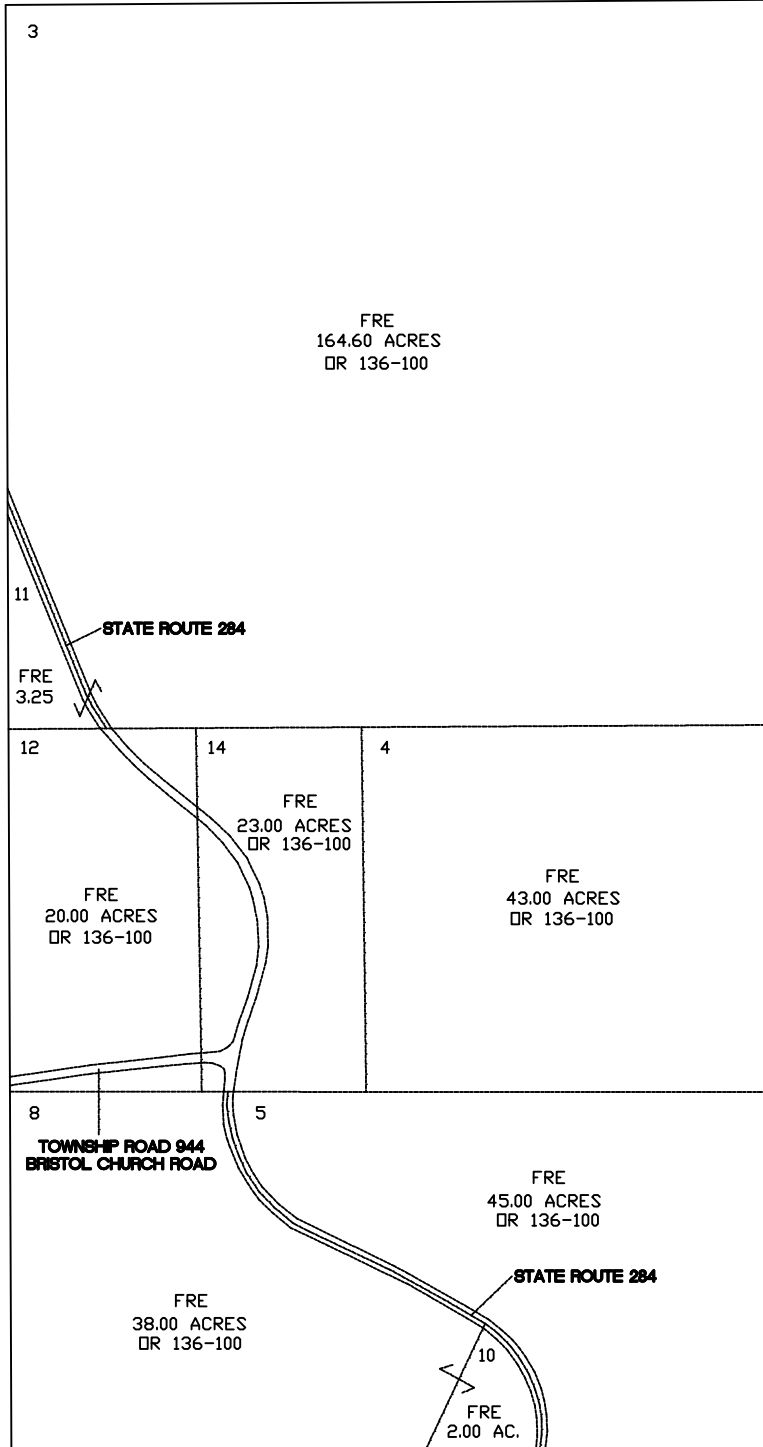 3
FRE
164.60 ACRES
OR 136-100
11
STATE ROUTE 284
FRE
3.25
12
14
4
FRE
23.00 ACRES
OR 136-100
FRE
43.00 ACRES
OR 136-100
FRE
20.00 ACRES
OR 136-100
8
5
TOWNSHIP ROAD 944
BRISTOL CHURCH ROAD
FRE
45.00 ACRES
OR 136-100
STATE ROUTE 284
FRE
38.00 ACRES
OR 136-100
10
FRE
2.00 AC.